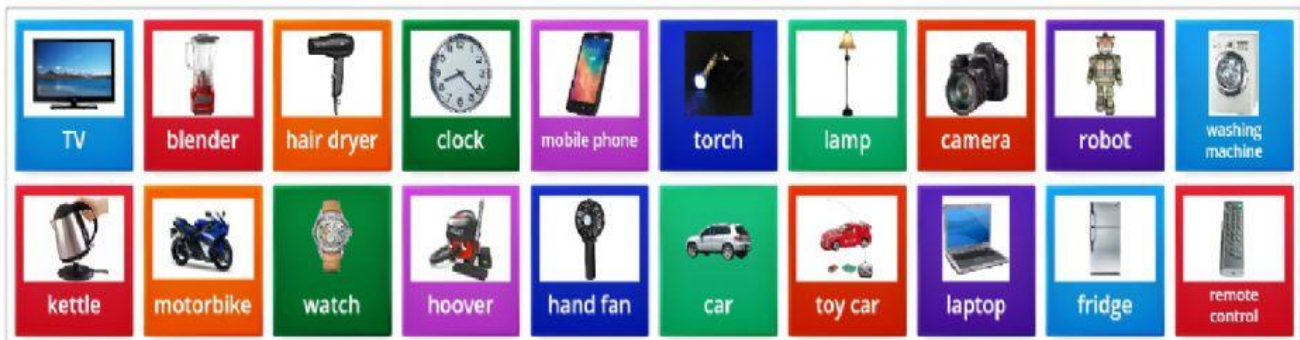 TV
blender
hair dryer
clock
mobile phone
torch
lamp
camera
robot
washing
machine
kettle
motorbike
watch
hoover
hand fan
car
toy car
laptop
fridge
remote
control